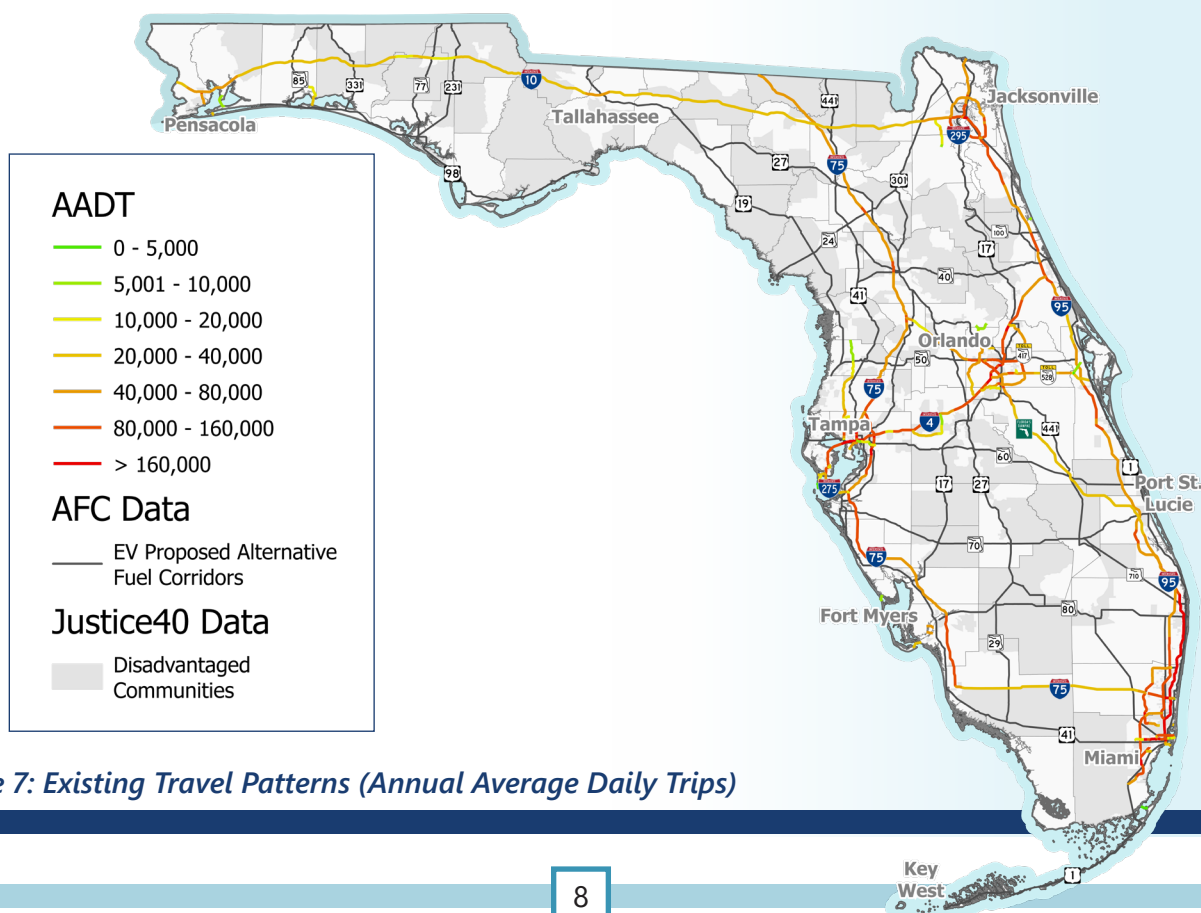 Jacksonville
10
85
331
77
231
441
Pensacola
Tallahassee
295
27
75
98
301
19
100
24
17
40
41
95
Orlando
TOLL
417
50
TOLL
528
75
Tampa
4
441
60
1
275
17
27
Port St.
Lucie
70
75
710
95
80
Fort Myers
29
75
41
Miami
Key
West
1
AADT
0 - 5,000
5,001 - 10,000
10,000 - 20,000
20,000 - 40,000
40,000 - 80,000
80,000 - 160,000
> 160,000
AFC Data
EV Proposed Alternative
Fuel Corridors
Justice40 Data
Disadvantaged
Communities
e 7: Existing Travel Patterns (Annual Average Daily Trips)
8